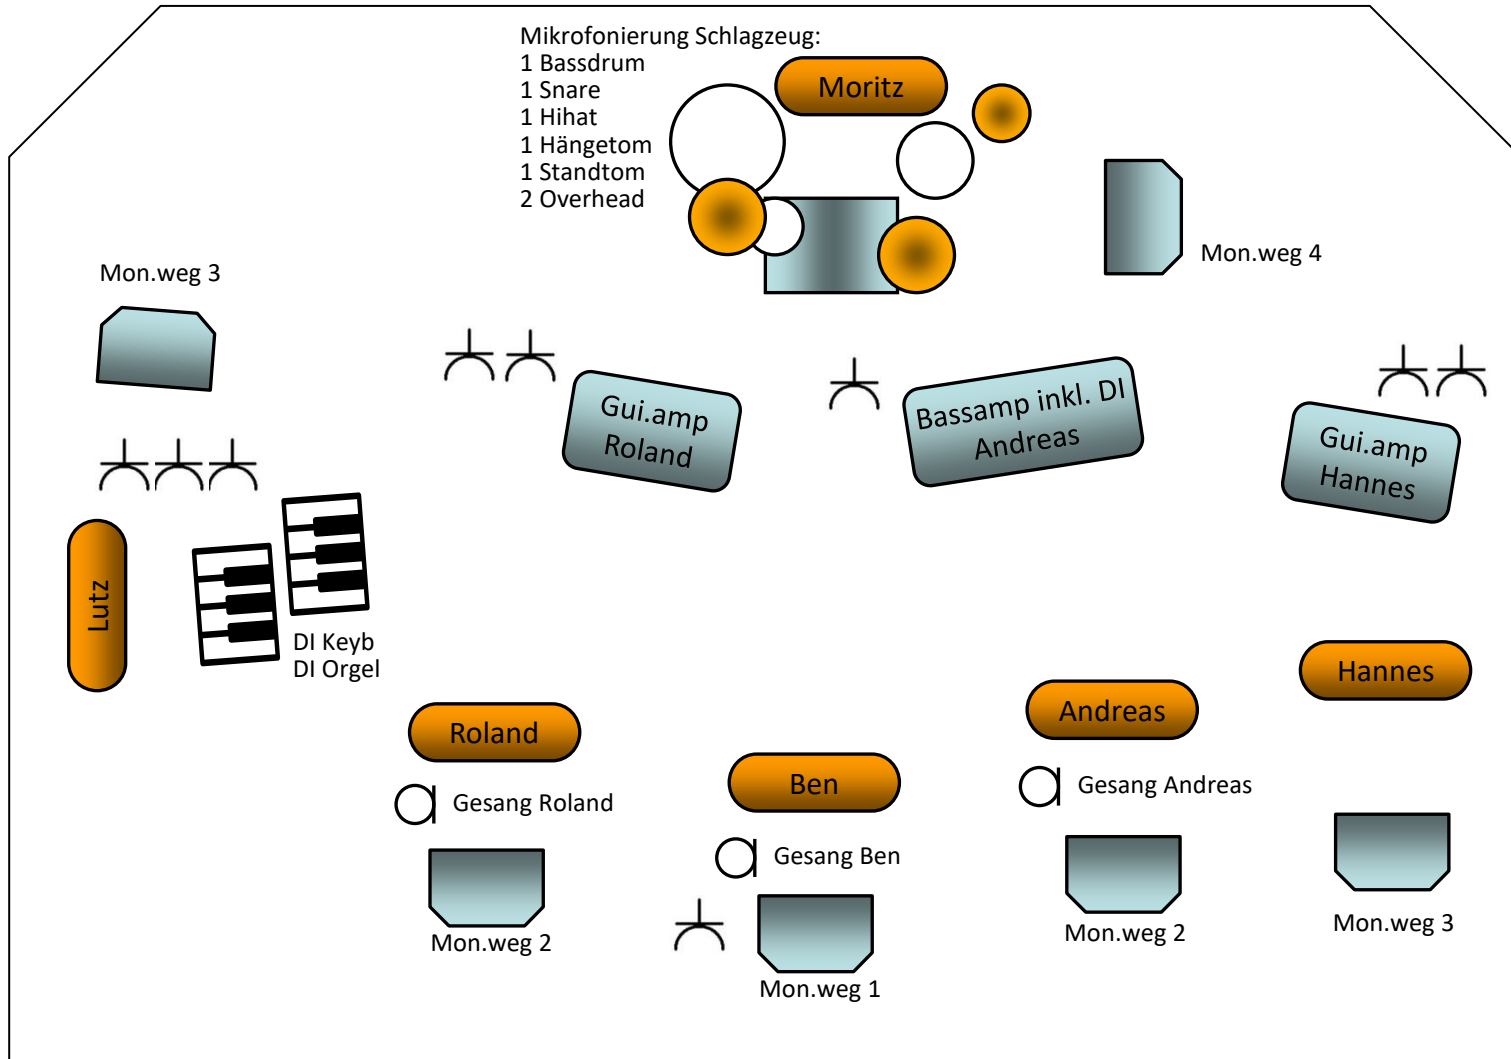 Mikrofonierung Schlagzeug:
1 Bassdrum
1 Snare
1 Hihat
1 Hängetom
1 Standtom
2 Overhead
Moritz
Mon.weg 4
Mon.weg 3
Gui.amp
Roland
Bassamp inkl. DI
Andreas
Gui.amp
Hannes
Lutz
DI Keyb
DI Orgel
Roland
Gesang Roland
Mon.weg 2
Ben
Gesang Ben
Mon.weg 1
Andreas
Gesang Andreas
Mon.weg 2
Hannes
Mon.weg 3